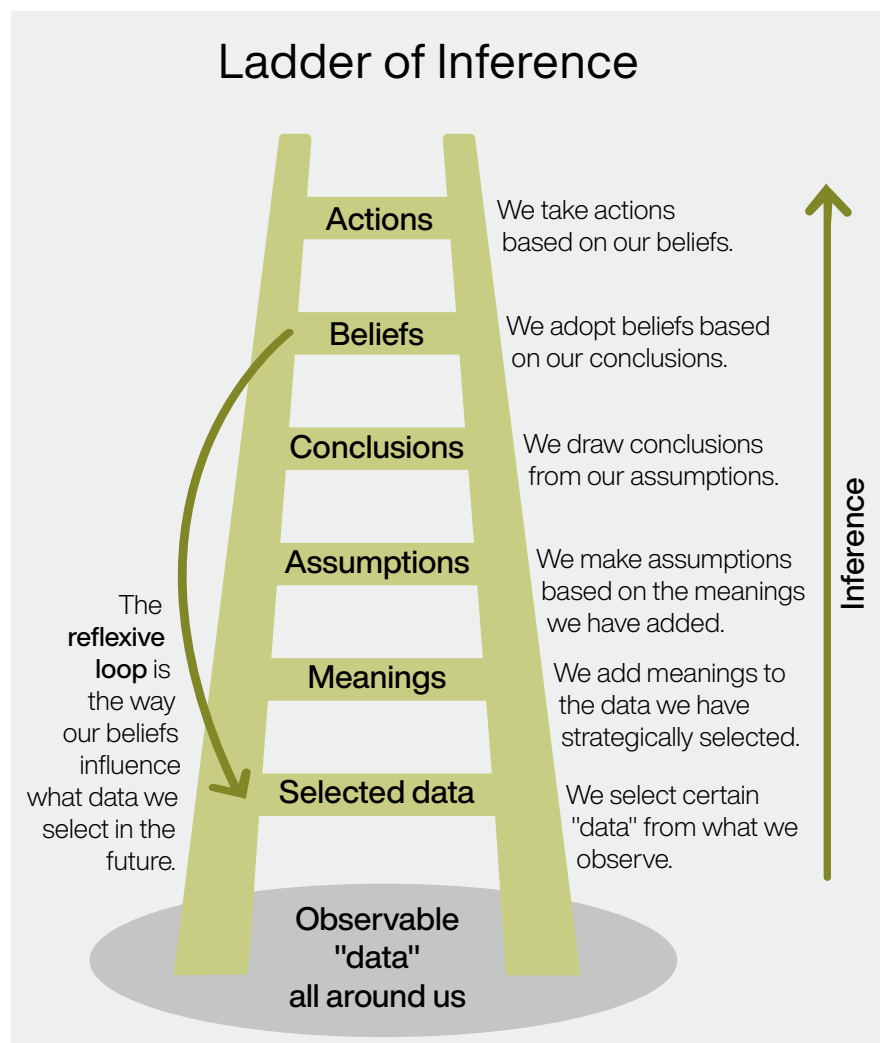 Ladder of Inference
Actions
We take actions
based on our beliefs.
Beliefs
We adopt beliefs based
on our conclusions.
Conclusions
We draw conclusions
from our assumptions.
Assumptions
We make assumptions
based on the meanings
we have added.
Meanings
We add meanings to
the data we have
strategically selected.
Selected data
We select certain
"data" from what we
observe.
Inference
The
reflexive
loop is
the way
our beliefs
influence
what data we
select in the
future.
Observable
"data"
all around us